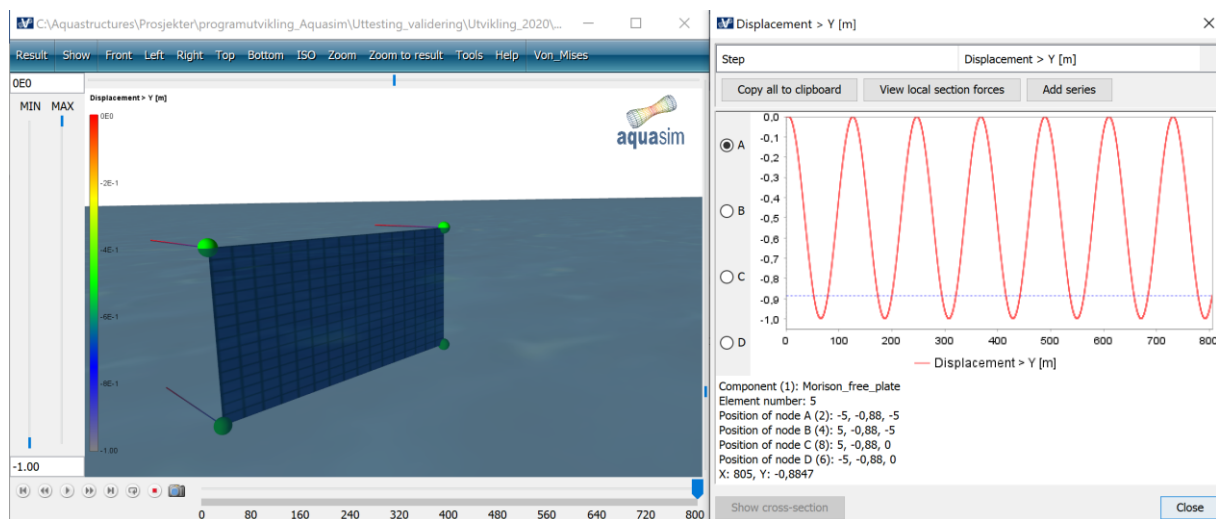 C:\Aquastructures\Prosjekter\programutvikling_Aquasim\Uttesting_validering\Utvikling_2020\...
Result Show Front Left Right Top Bottom ISO Zoom Zoom to result Tools Help Von_Mises
0E0
MIN MAX
Displacement > Y [m]
0E0
-2E-1
-4E-1
-6E-1
-8E-1
-1.00
aquasim
-1.00
0 80 160 240 320 400 480 560 640 720 800
Displacement > Y [m]
Step Displacement > Y [m]
Copy all to clipboard View local section forces Add series
A
B
C
D
0,0
-0,1
-0,2
-0,3
-0,4
-0,5
-0,6
-0,7
-0,8
-0,9
-1,0
0 100 200 300 400 500 600 700 800
Displacement > Y [m]
Component (1): Morison_free_plate
Element number: 5
Position of node A (2): -5, -0,88, -5
Position of node B (4): 5, -0,88, -5
Position of node C (8): 5, -0,88, 0
Position of node D (6): -5, -0,88, 0
X: 805, Y: -0,8847
Show cross-section Close